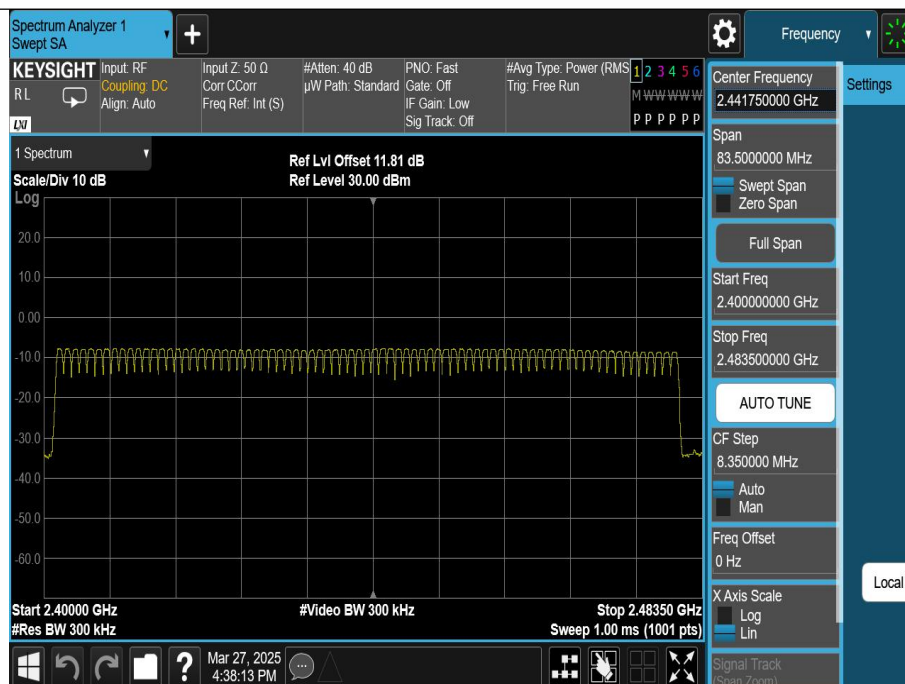 Spectrum Analyzer 1
Swept SA
+
Frequency
KEYSIGHT
RL
LXI
Input: RF
Coupling: DC
Align: Auto
Input Z: 50 Ω
Corr CCorr
Freq Ref: Int (S)
#Atten: 40 dB
µW Path: Standard
PNO: Fast
Gate: Off
IF Gain: Low
Sig Track: Off
#Avg Type: Power (RMS
Trig: Free Run
1 2 3 4 5 6
M W W W W W
P P P P P P
1 Spectrum
Scale/Div 10 dB
Log
Ref Lvl Offset 11.81 dB
Ref Level 30.00 dBm
20.0
10.0
0.00
-10.0
-20.0
-30.0
-40.0
-50.0
-60.0
Start 2.40000 GHz
#Res BW 300 kHz
#Video BW 300 kHz
Stop 2.48350 GHz
Sweep 1.00 ms (1001 pts)
Center Frequency
2.441750000 GHz
Settings
Span
83.5000000 MHz
Swept Span
Zero Span
Full Span
Start Freq
2.400000000 GHz
Stop Freq
2.483500000 GHz
AUTO TUNE
CF Step
8.350000 MHz
Auto
Man
Freq Offset
0 Hz
Local
X Axis Scale
Log
Lin
Signal Track
(Span Zoom)
?
Mar 27, 2025
4:38:13 PM